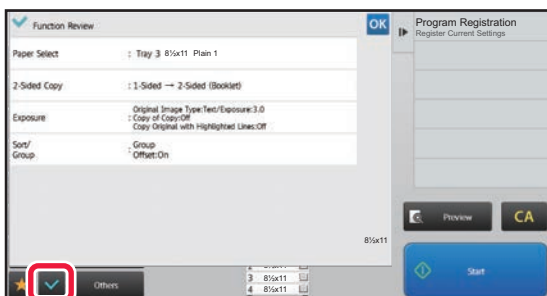 Function Review
OK
Paper Select : Tray 3 8½x11 Plain 1
2-Sided Copy : 1-Sided → 2-Sided (Booklet)
Exposure : Original Image Type:Text/Exposure:3.0
Copy of Copy:Off
Copy Original with Highlighted Lines:Off
Sort/
Group : Group
Offset:On
8½x11
Others
3 8½x11
4 8½x11
Program Registration
Register Current Settings
Preview
CA
Start